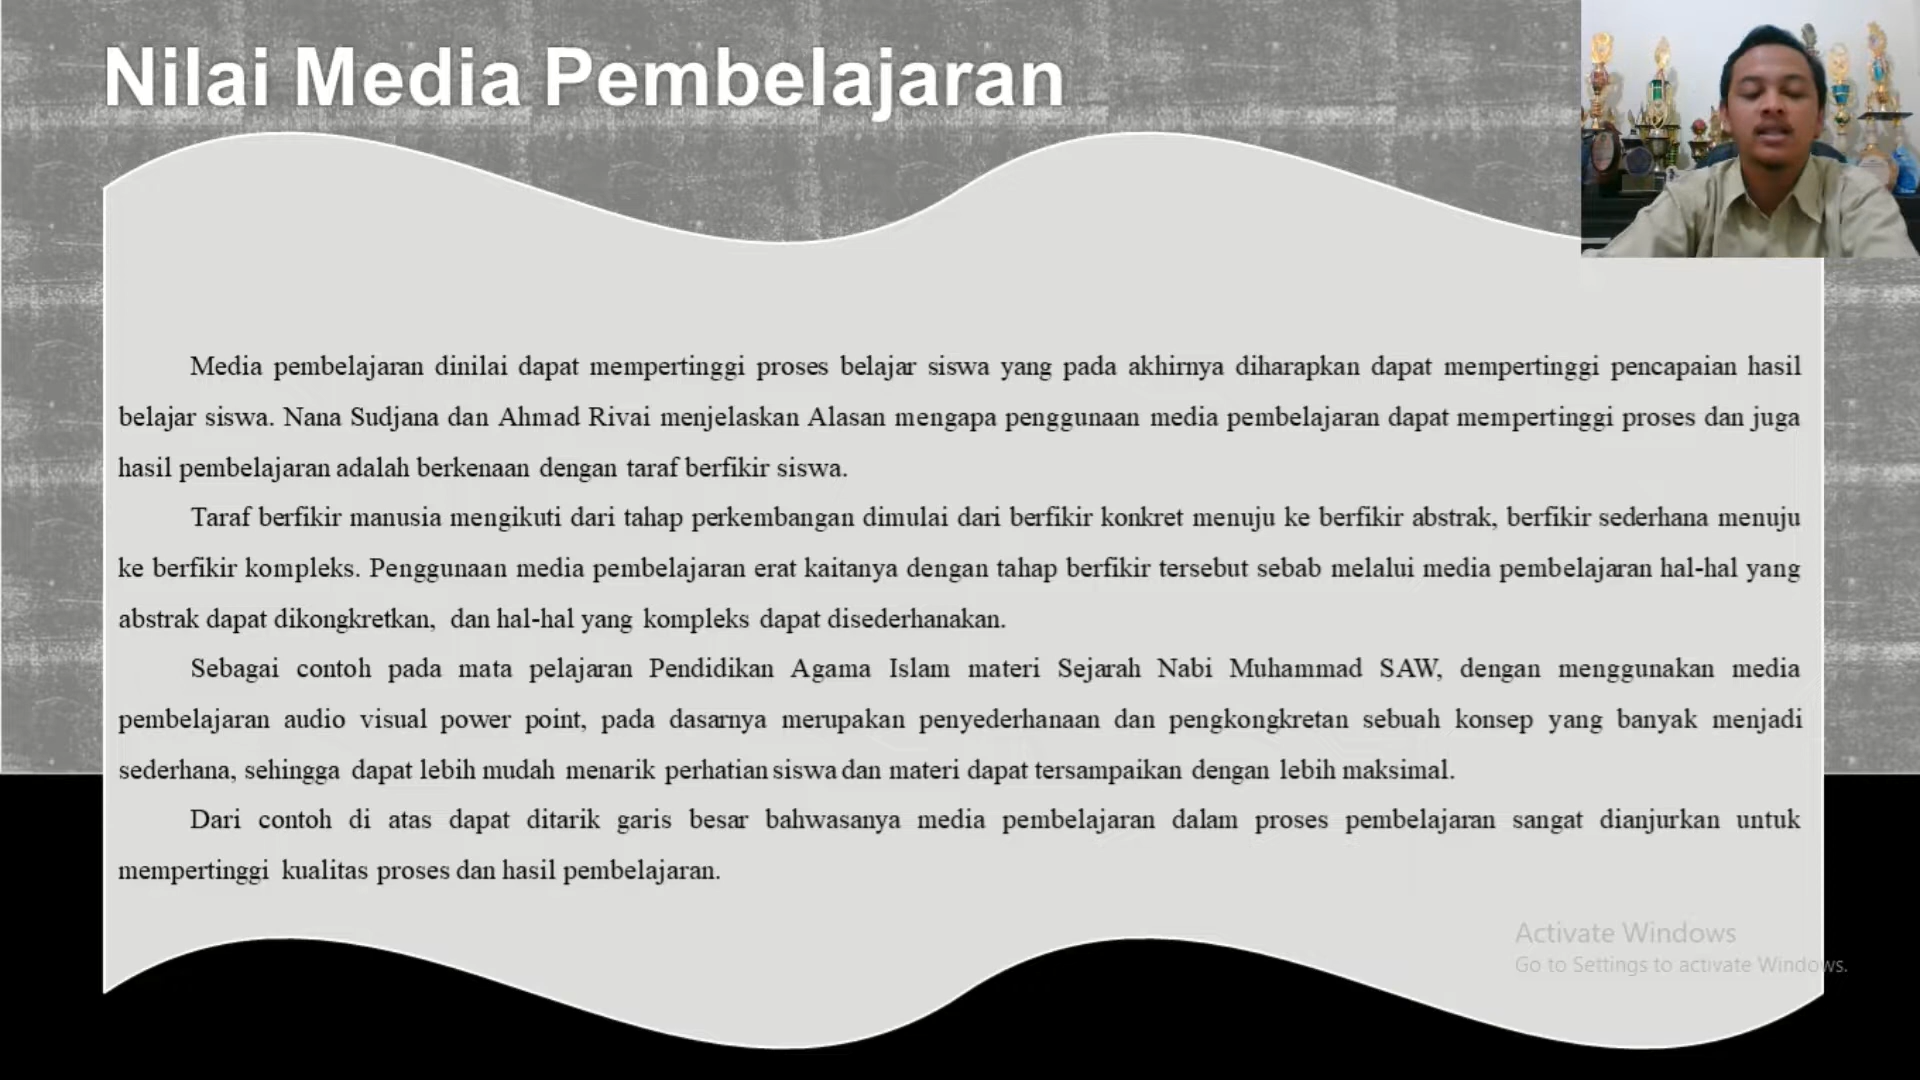 Nilai Media Pembelajaran
Media pembelajaran dinilai dapat mempertinggi proses belajar siswa yang pada akhirnya diharapkan dapat mempertinggi pencapaian hasil
belajar siswa. Nana Sudjana dan Ahmad Rivai menjelaskan Alasan mengapa penggunaan media pembelajaran dapat mempertinggi proses dan juga
hasil pembelajaran adalah berkenaan dengan taraf berfikir siswa.
Taraf berfikir manusia mengikuti dari tahap perkembangan dimulai dari berfikir konkret menuju ke berfikir abstrak, berfikir sederhana menuju
ke berfikir kompleks. Penggunaan media pembelajaran erat kaitanya dengan tahap berfikir tersebut sebab melalui media pembelajaran hal-hal yang
abstrak dapat dikongkretkan, dan hal-hal yang kompleks dapat disederhanakan.
Sebagai contoh pada mata pelajaran Pendidikan Agama Islam materi Sejarah Nabi Muhammad SAW, dengan menggunakan media
pembelajaran audio visual power point, pada dasarnya merupakan penyederhanaan dan pengkongkretan sebuah konsep yang banyak menjadi
sederhana, sehingga dapat lebih mudah menarik perhatian siswa dan materi dapat tersampaikan dengan lebih maksimal.
Dari contoh di atas dapat ditarik garis besar bahwasanya media pembelajaran dalam proses pembelajaran sangat dianjurkan untuk
mempertinggi kualitas proses dan hasil pembelajaran.
Activate Windows
Go to Settings to activate Windows.